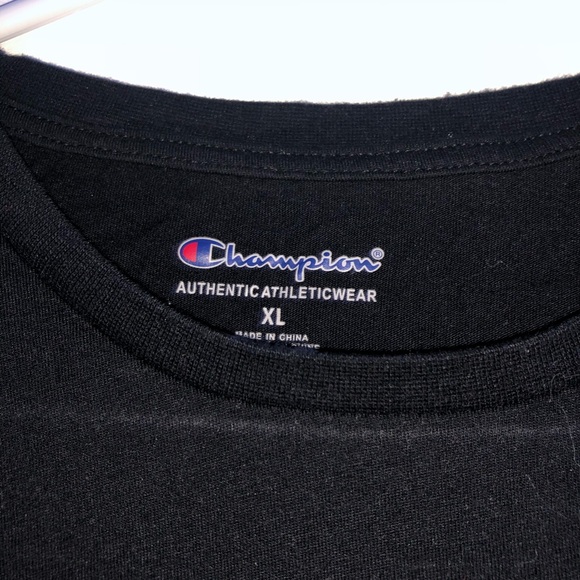 Champion®
AUTHENTIC ATHLETICWEAR
XL
MADE IN CHINA